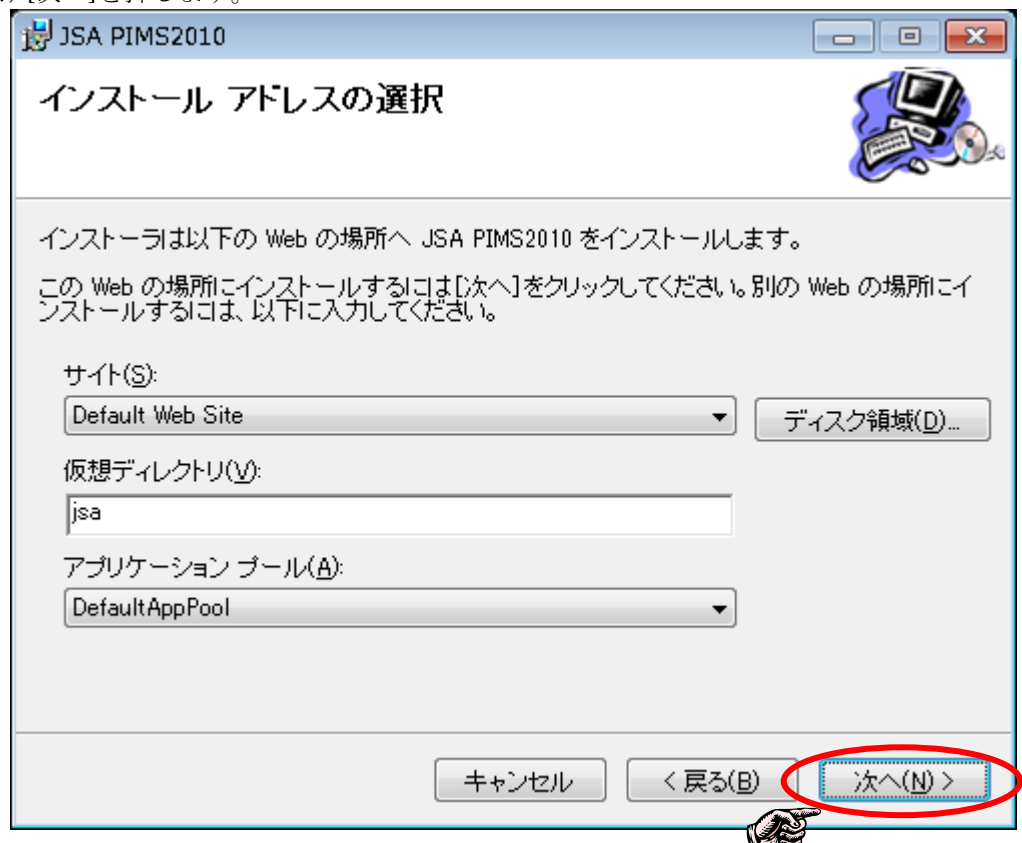 ]を押します。
JSA PIMS2010
インストール アドレスの選択
インストーラは以下の Web の場所へ JSA PIMS2010 をインストールします。
この Web の場所にインストールするには[次へ]をクリックしてください。別の Web の場所にイ
ンストールするには、以下に入力してください。
サイト(S):
Default Web Site
ディスク領域(D)...
仮想ディレクトリ(V):
jsa
アプリケーション プール(A):
DefaultAppPool
キャンセル
< 戻る(B)
次へ(N) >